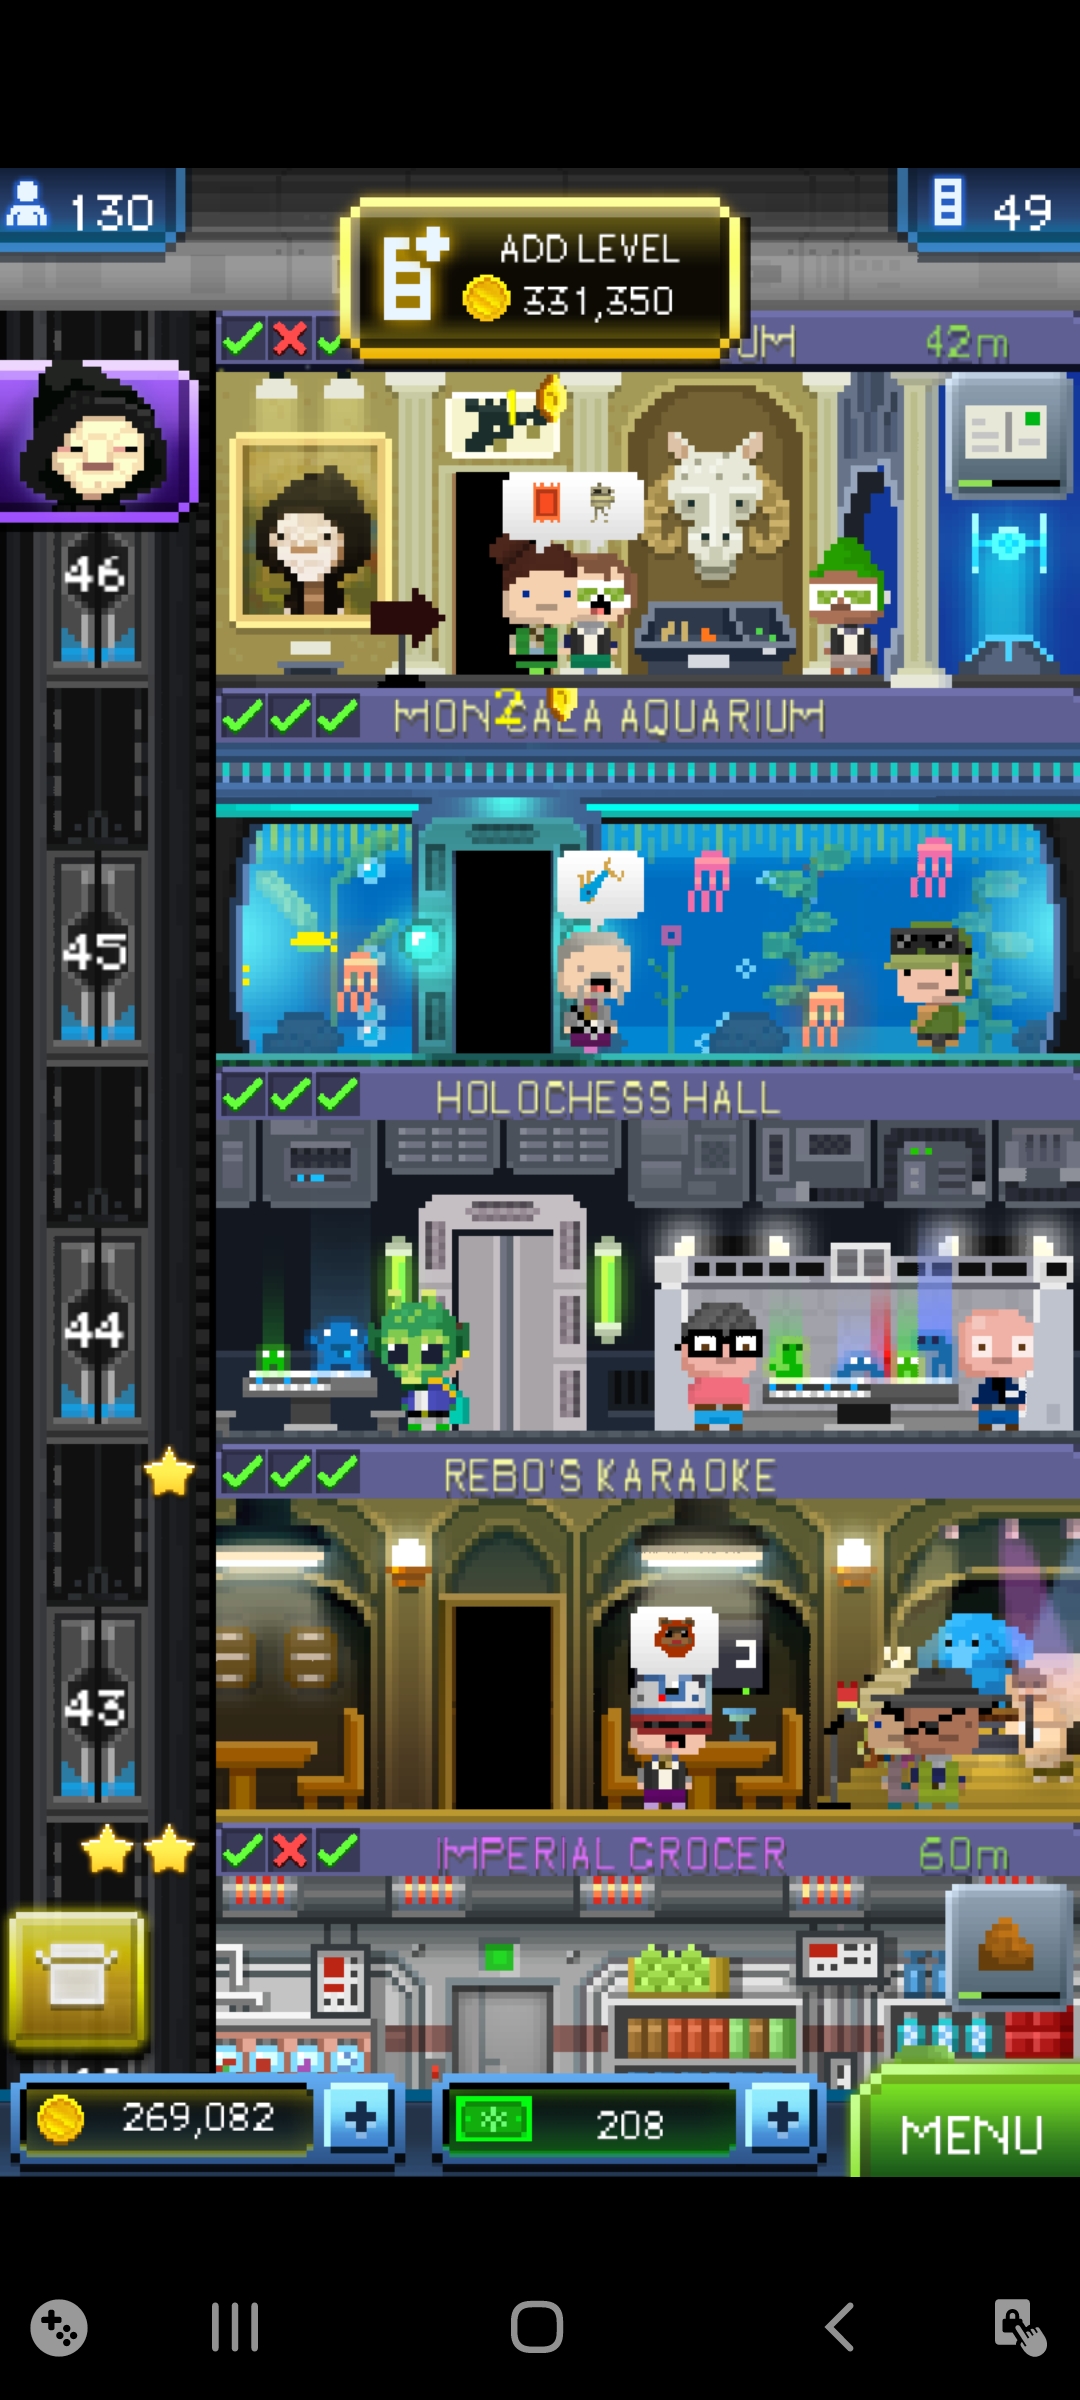 130
49
ADD LEVEL
331,350
UM
42m
46
2
MON CALA AQUARIUM
45
HOLOCHESS HALL
44
REBO'S KARAOKE
43
IMPERIAL GROCER
60m
269,082
208
MENU